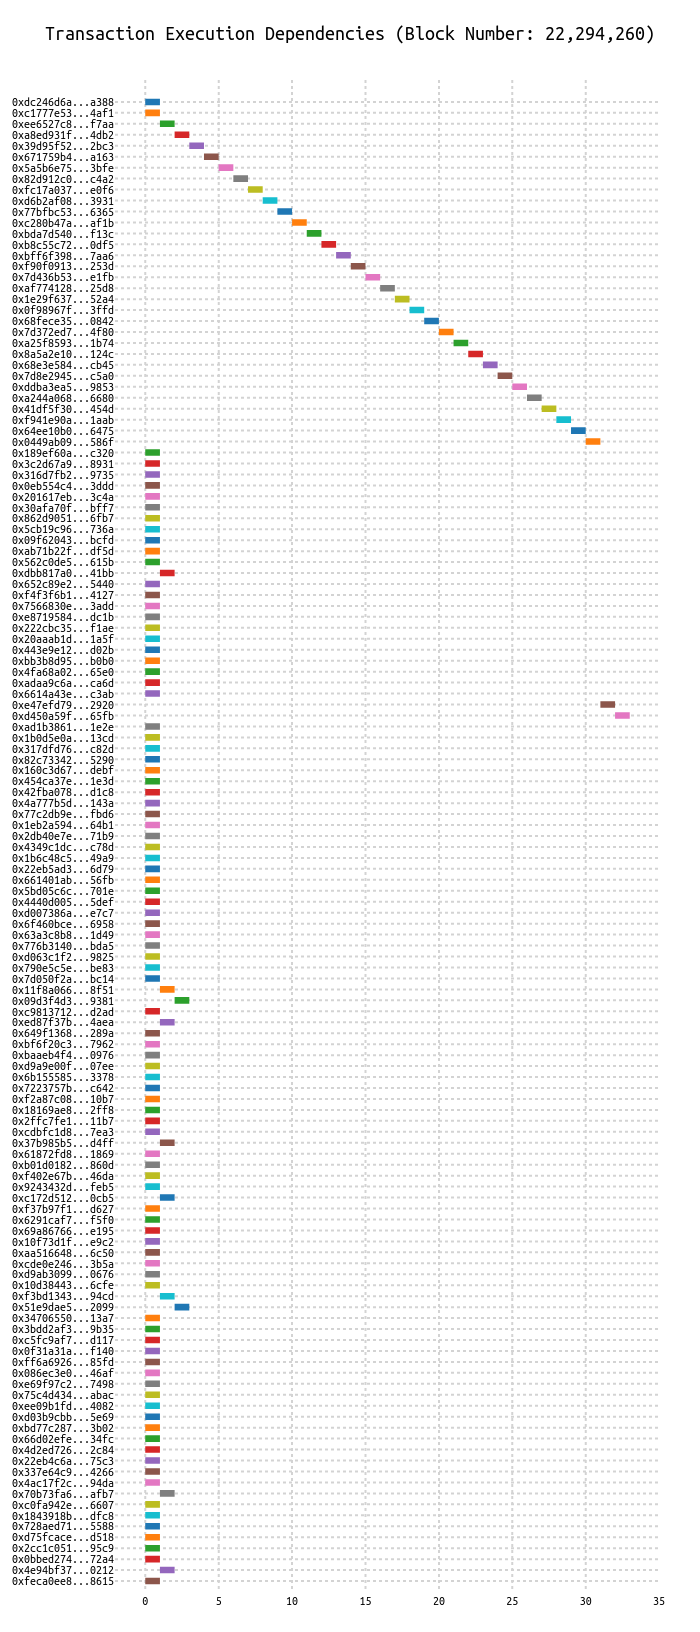 Transaction Execution Dependencies (Block Number: 22,294,260)
0xdc246d6a...a388
0xc1777e53...4af1
0xee6527c8...f7aa
0xa8ed931f...4db2
0x39d95f52...2bc3
0x671759b4...a163
0x5a5b6e75...3bfe
0x82d912c0...c4a2
0xfc17a037...e0f6
0xd6b2af08...3931
0x77bfbc53...6365
0xc280b47a...af1b
0xbda7d540...f13c
0xb8c55c72...0df5
0xbff6f398...7aa6
0xf90f0913...253d
0x7d436b53...e1fb
0xaf774128...25d8
0x1e29f637...52a4
0x0f98967f...3ffd
0x68fece35...0842
0x7d372ed7...4f80
0xa25f8593...1b74
0x8a5a2e10...124c
0x68e3e584...cb45
0x7d8e2945...c5a0
0xddba3ea5...9853
0xa244a068...6680
0x41df5f30...454d
0xf941e90a...1aab
0x64ee10b0...6475
0x0449ab09...586f
0x189ef60a...c320
0x3c2d67a9...8931
0x316d7fb2...9735
0x0eb554c4...3ddd
0x201617eb...3c4a
0x30afa70f...bff7
0x862d9051...6fb7
0x5cb19c96...736a
0x09f62043...bcfd
0xab71b22f...df5d
0x562c0de5...615b
0xdbb817a0...41bb
0x652c89e2...5440
0xf4f3f6b1...4127
0x7566830e...3add
0xe8719584...dc1b
0x222cbc35...f1ae
0x20aaab1d...1a5f
0x443e9e12...d02b
0xbb3b8d95...b0b0
0x4fa68a02...65e0
0xadaa9c6a...ca6d
0x6614a43e...c3ab
0xe47efd79...2920
0xd450a59f...65fb
0xad1b3861...1e2e
0x1b0d5e0a...13cd
0x317dfd76...c82d
0x82c73342...5290
0x160c3d67...debf
0x454ca37e...1e3d
0x42fba078...d1c8
0x4a777b5d...143a
0x77c2db9e...fbd6
0x1eb2a594...64b1
0x2db40e7e...71b9
0x4349c1dc...c78d
0x1b6c48c5...49a9
0x22eb5ad3...6d79
0x661401ab...56fb
0x5bd05c6c...701e
0x4440d005...5def
0xd007386a...e7c7
0x6f460bce...6958
0x63a3c8b8...1d49
0x776b3140...bda5
0xd063c1f2...9825
0x790e5c5e...be83
0x7d050f2a...bc14
0x11f8a066...8f51
0x09d3f4d3...9381
0xc9813712...d2ad
0xed87f37b...4aea
0x649f1368...289a
0xbf6f20c3...7962
0xbaaeb4f4...0976
0xd9a9e00f...07ee
0x6b155585...3378
0x7223757b...c642
0xf2a87c08...10b7
0x18169ae8...2ff8
0x2ffc7fe1...11b7
0xcdbfc1d8...7ea3
0x37b985b5...d4ff
0x61872fd8...1869
0xb01d0182...860d
0xf402e67b...46da
0x9243432d...feb5
0xc172d512...0cb5
0xf37b97f1...d627
0x6291caf7...f5f0
0x69a86766...e195
0x10f73d1f...e9c2
0xaa516648...6c50
0xcde0e246...3b5a
0xd9ab3099...0676
0x10d38443...6cfe
0xf3bd1343...94cd
0x51e9dae5...2099
0x34706550...13a7
0x3bdd2af3...9b35
0xc5fc9af7...d117
0x0f31a31a...f140
0xff6a6926...85fd
0x086ec3e0...46af
0xe69f97c2...7498
0x75c4d434...abac
0xee09b1fd...4082
0xd03b9cbb...5e69
0xbd77c287...3b02
0x66d02efe...34fc
0x4d2ed726...2c84
0x22eb4c6a...75c3
0x337e64c9...4266
0x4ac17f2c...94da
0x70b73fa6...afb7
0xc0fa942e...6607
0x1843918b...dfc8
0x728aed71...5588
0xd75fcace...d518
0x2cc1c051...95c9
0x0bbed274...72a4
0x4e94bf37...0212
0xfeca0ee8...8615
0 5 10 15 20 25 30 35